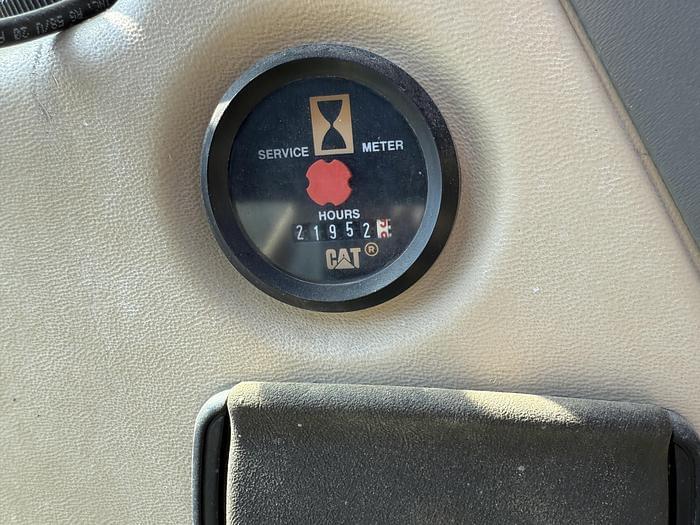 SERVICE METER
HOURS
21952
CAT®